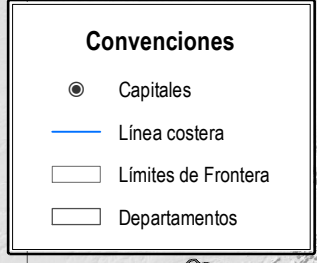 Convenciones
Capitales
Línea costera
Límites de Frontera
Departamentos